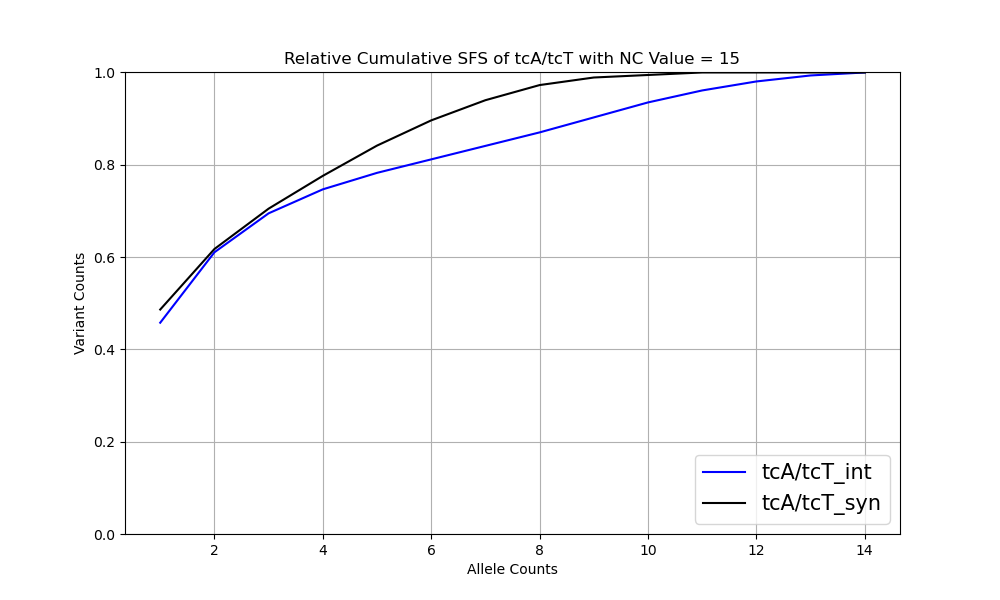 Relative Cumulative SFS of tcA/tcT with NC Value = 15
1.0
0.8
0.6
0.4
0.2
0.0
Variant Counts
tcA/tcT_int
tcA/tcT_syn
2 4 6 8 10 12 14
Allele Counts